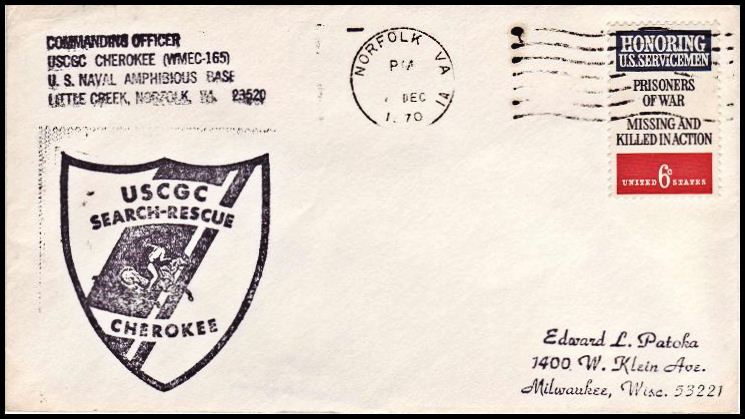 COMMANDING OFFICER
USCGC CHEROKEE (WMEC-165)
U. S. NAVAL AMPHIBIOUS BASE
LITTLE CREEK, NORFOLK, VA. 23520
NORFOLK VA
PM
DEC
1970
HONORING
U.S. SERVICEMEN
PRISONERS
OF WAR
MISSING AND
KILLED IN ACTION
UNITED 6c STATES
USCGC
SEARCH-RESCUE
CHEROKEE
Edward L. Patoka
1400 W. Klein Ave.
Milwaukee, Wisc. 53221